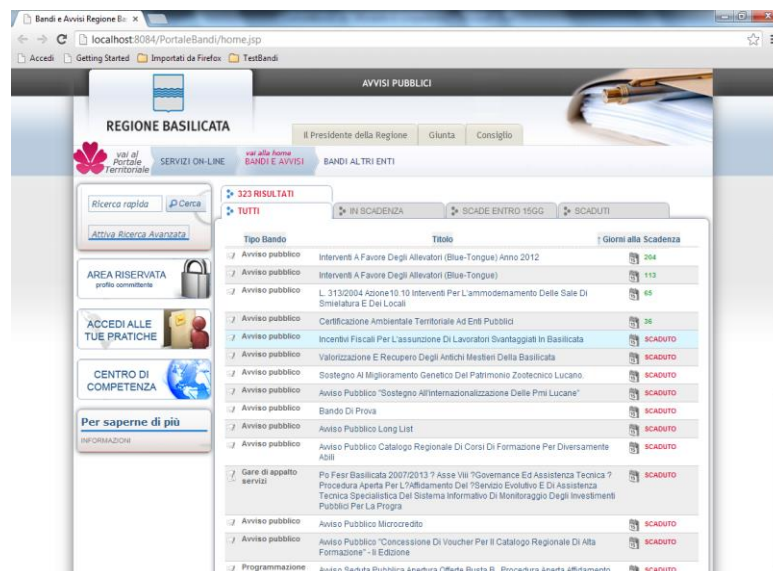 Bandi e Avvisi Regione Ba
localhost:8084/PortaleBandi/home.jsp
Accedi Getting Started Importati da Firefox TestBandi
AVVISI PUBBLICI
REGIONE BASILICATA
Il Presidente della Regione Giunta Consiglio
vai al
Portale
Territoriale
SERVIZI ON-LINE
vai alla home
BANDI E AVVISI
BANDI ALTRI ENTI
Ricerca rapida Cerca
Attiva Ricerca Avanzata
AREA RISERVATA
profilo committente
ACCEDI ALLE
TUE PRATICHE
CENTRO DI
COMPETENZA
Per saperne di più
INFORMAZIONI
323 RISULTATI
TUTTI IN SCADENZA SCADE ENTRO 15GG SCADUTI
Tipo Bando Titolo Giorni alla Scadenza
Avviso pubblico Interventi A Favore Degli Allevatori (Blue-Tongue) Anno 2012 204
Avviso pubblico Interventi A Favore Degli Allevatori (Blue-Tongue) 113
Avviso pubblico L. 313/2004 Azione10.10 Interventi Per L'ammodernamento Delle Sale Di 65
Smielatura E Dei Locali
Avviso pubblico Certificazione Ambientale Territoriale Ad Enti Pubblici 36
Avviso pubblico Incentivi Fiscali Per L'assunzione Di Lavoratori Svantaggiati In Basilicata SCADUTO
Avviso pubblico Valorizzazione E Recupero Degli Antichi Mestieri Della Basilicata SCADUTO
Avviso pubblico Sostegno Al Miglioramento Genetico Del Patrimonio Zootecnico Lucano. SCADUTO
Avviso pubblico Avviso Pubblico "Sostegno All'internazionalizzazione Delle Pmi Lucane" SCADUTO
Avviso pubblico Bando Di Prova SCADUTO
Avviso pubblico Avviso Pubblico Long List SCADUTO
Avviso pubblico Avviso Pubblico Catalogo Regionale Di Corsi Di Formazione Per Diversamente SCADUTO
Abili
Gare di appalto Po Fesr Basilicata 2007/2013 ? Asse Viii ?Governance Ed Assistenza Tecnica ? SCADUTO
servizi Procedura Aperta Per L?Affidamento Del ?Servizio Evolutivo E Di Assistenza
Tecnica Specialistica Del Sistema Informativo Di Monitoraggio Degli Investimenti
Pubblici Per La Progra
Avviso pubblico Avviso Pubblico Microcredito SCADUTO
Avviso pubblico Avviso Pubblico "Concessione Di Voucher Per Il Catalogo Regionale Di Alta SCADUTO
Formazione" - Ii Edizione
Programmazione Avviso Seduta Pubblica Apertura Offerte Busta B Procedura Aperta Affidamento SCADUTO